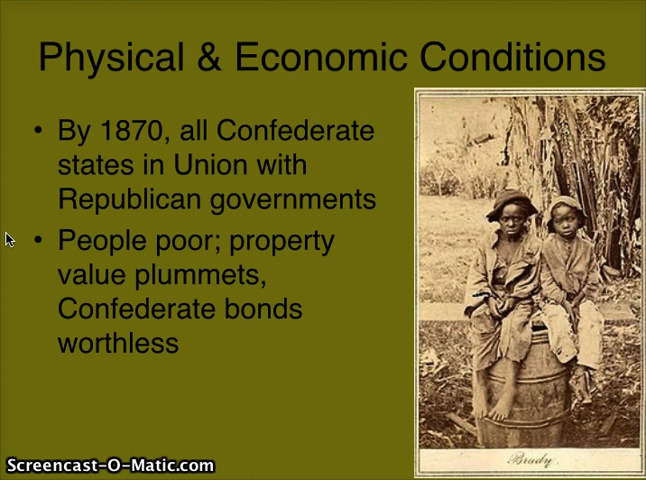 Physical & Economic Conditions
• By 1870, all Confederate
states in Union with
Republican governments
• People poor; property
value plummets,
Confederate bonds
worthless
Brady.
Screencast-O-Matic.com